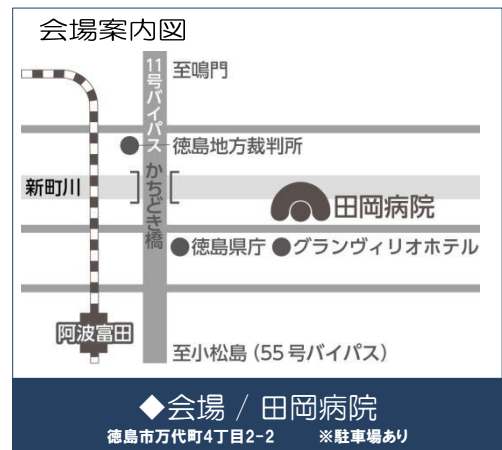 会場案内図
11号バイパス
至鳴門
徳島地方裁判所
かちどき橋
新町川
田岡病院
徳島県庁 グランヴィリオホテル
阿波富田
至小松島（55号バイパス）
◆会場 / 田岡病院
徳島市万代町4丁目2-2 ※駐車場あり